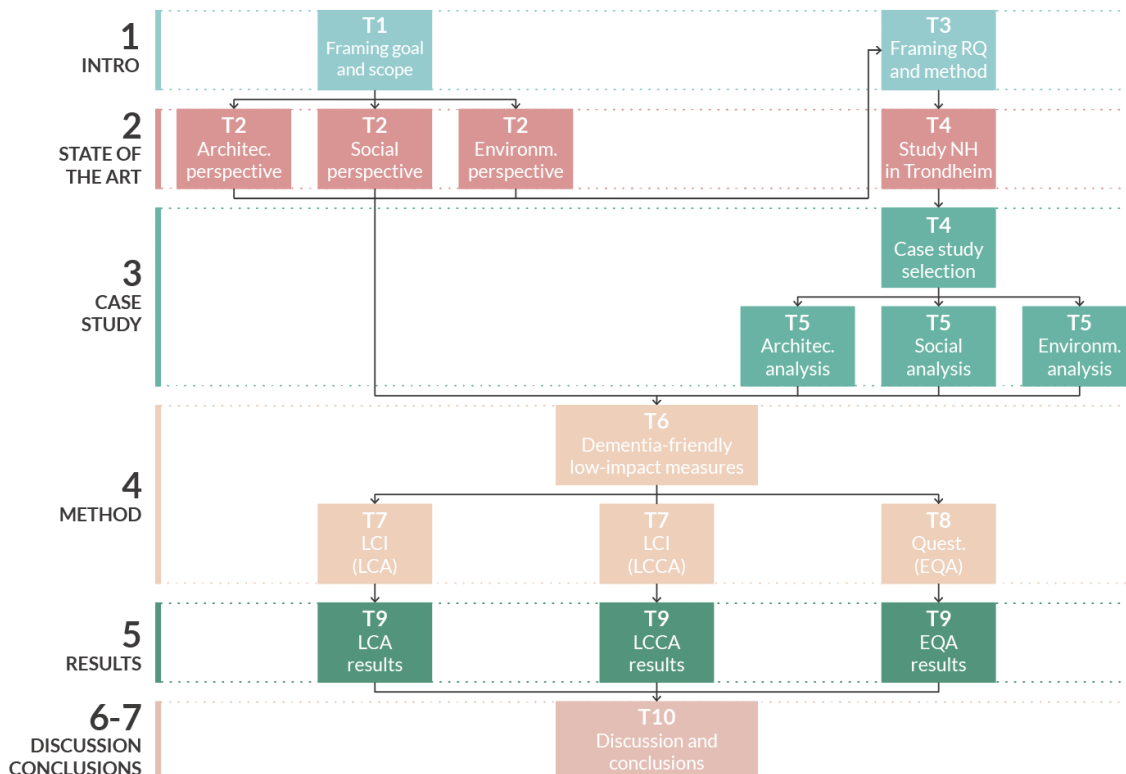 1
INTRO
T1
Framing goal
and scope
T3
Framing RQ
and method
2
STATE OF
THE ART
T2
Architec.
perspective
T2
Social
perspective
T2
Environm.
perspective
T4
Study NH
in Trondheim
3
CASE
STUDY
T4
Case study
selection
T5
Architec.
analysis
T5
Social
analysis
T5
Environm.
analysis
4
METHOD
T6
Dementia-friendly
low-impact measures
T7
LCI
(LCA)
T7
LCI
(LCCA)
T8
Quest.
(EQA)
5
RESULTS
T9
LCA
results
T9
LCCA
results
T9
EQA
results
6-7
DISCUSSION
CONCLUSIONS
T10
Discussion and
conclusions